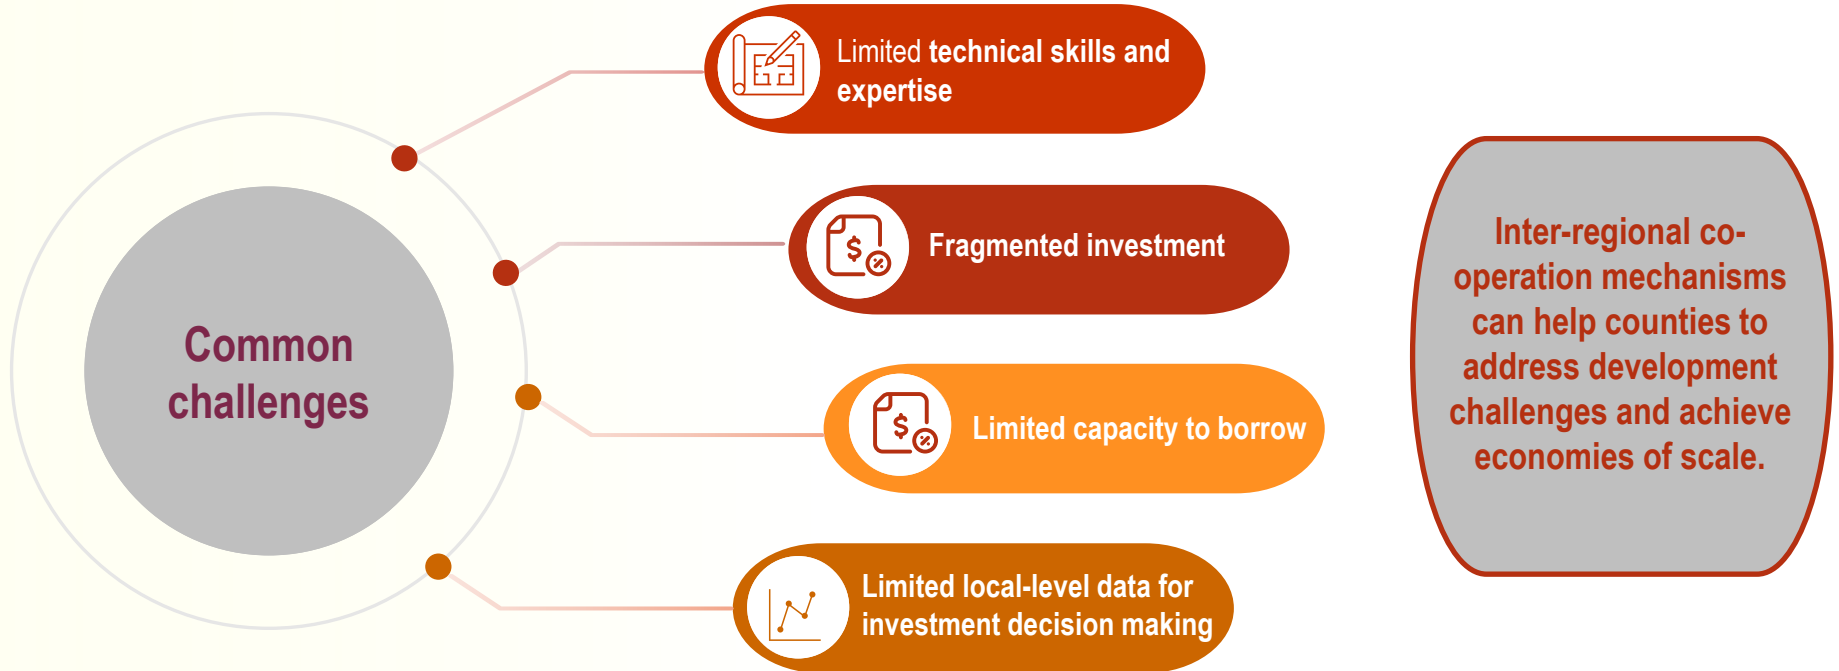 Common
challenges
Limited technical skills and
expertise
Fragmented investment
Limited capacity to borrow
Limited local-level data for
investment decision making
Inter-regional co-
operation mechanisms
can help counties to
address development
challenges and achieve
economies of scale.